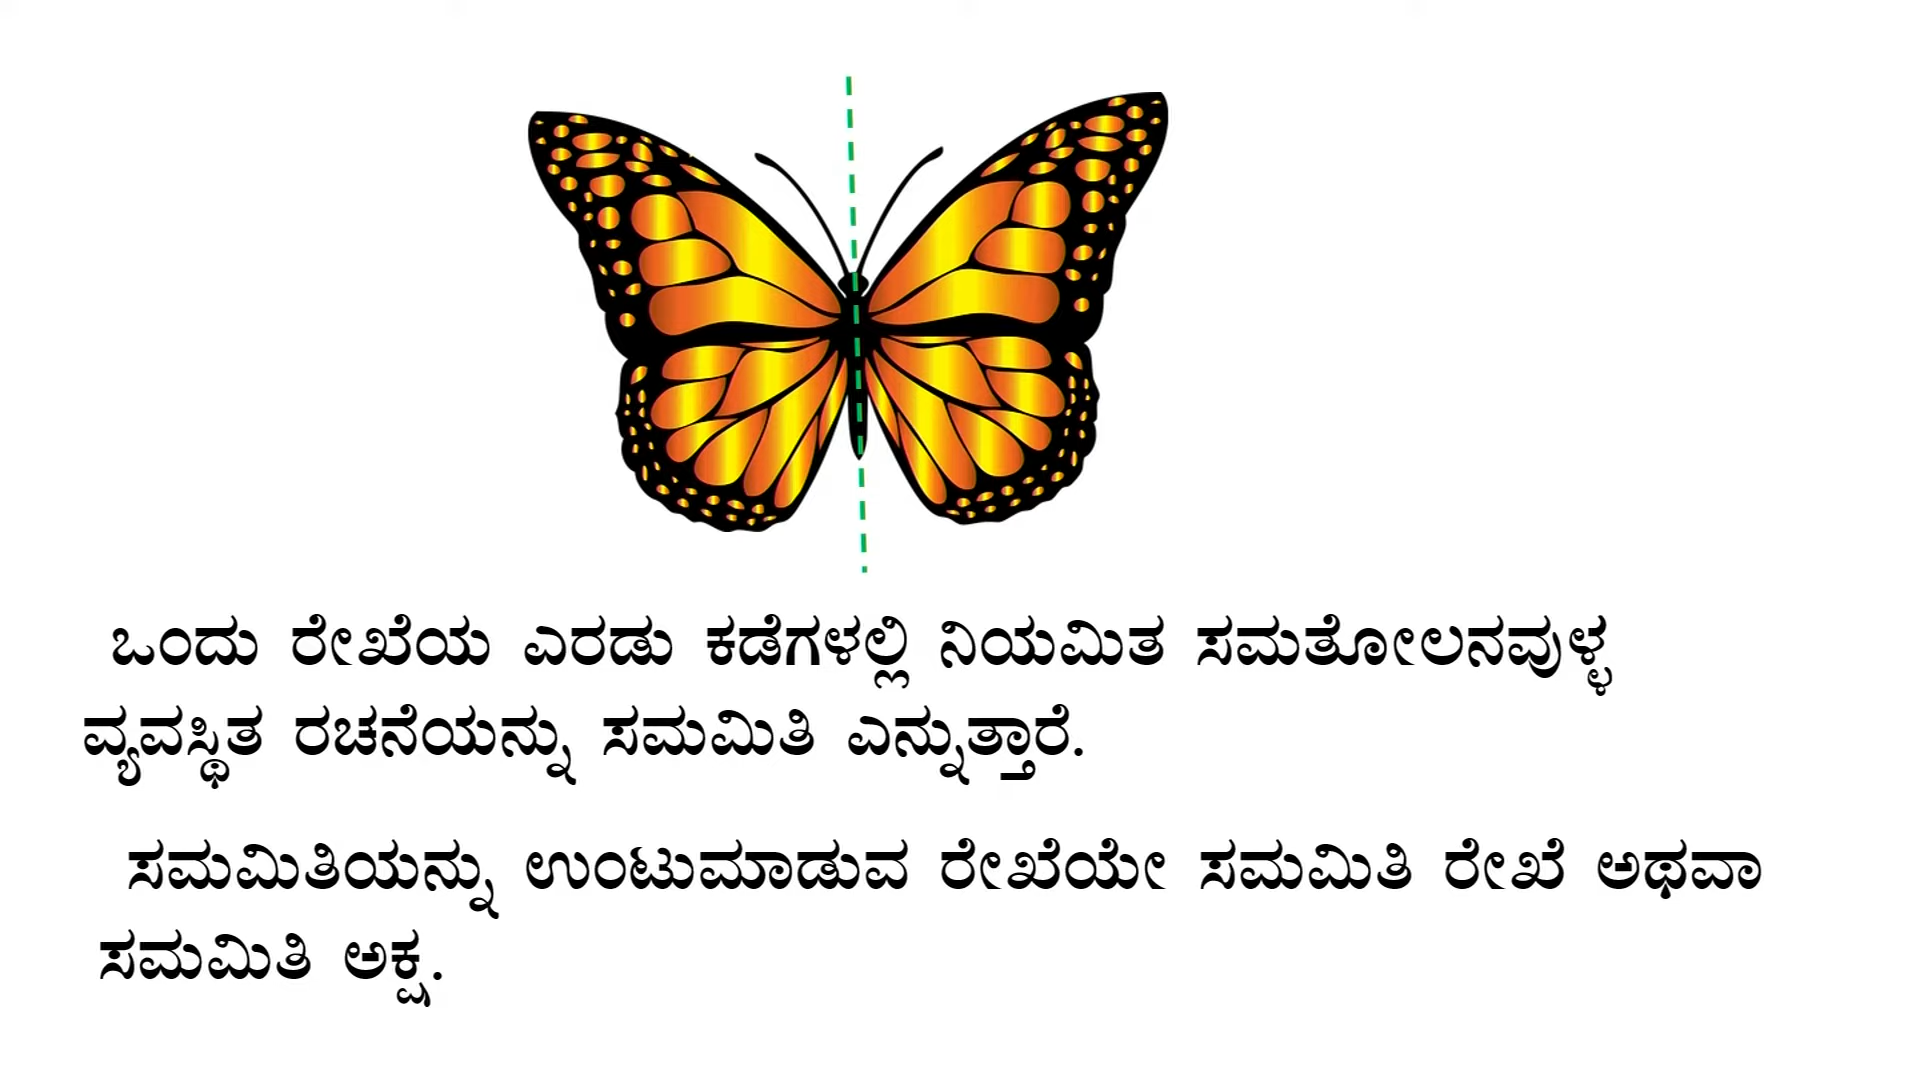 ಒಂದು ರೇಖೆಯ ಎರಡು ಕಡೆಗಳಲ್ಲಿ ನಿಯಮಿತ ಸಮತೋಲನವುಳ್ಳ
ವ್ಯವಸ್ಥಿತ ರಚನೆಯನ್ನು ಸಮಮಿತಿ ಎನ್ನುತ್ತಾರೆ.
ಸಮಮಿತಿಯನ್ನು ಉಂಟುಮಾಡುವ ರೇಖೆಯೇ ಸಮಮಿತಿ ರೇಖೆ ಅಥವಾ
ಸಮಮಿತಿ ಅಕ್ಷ.